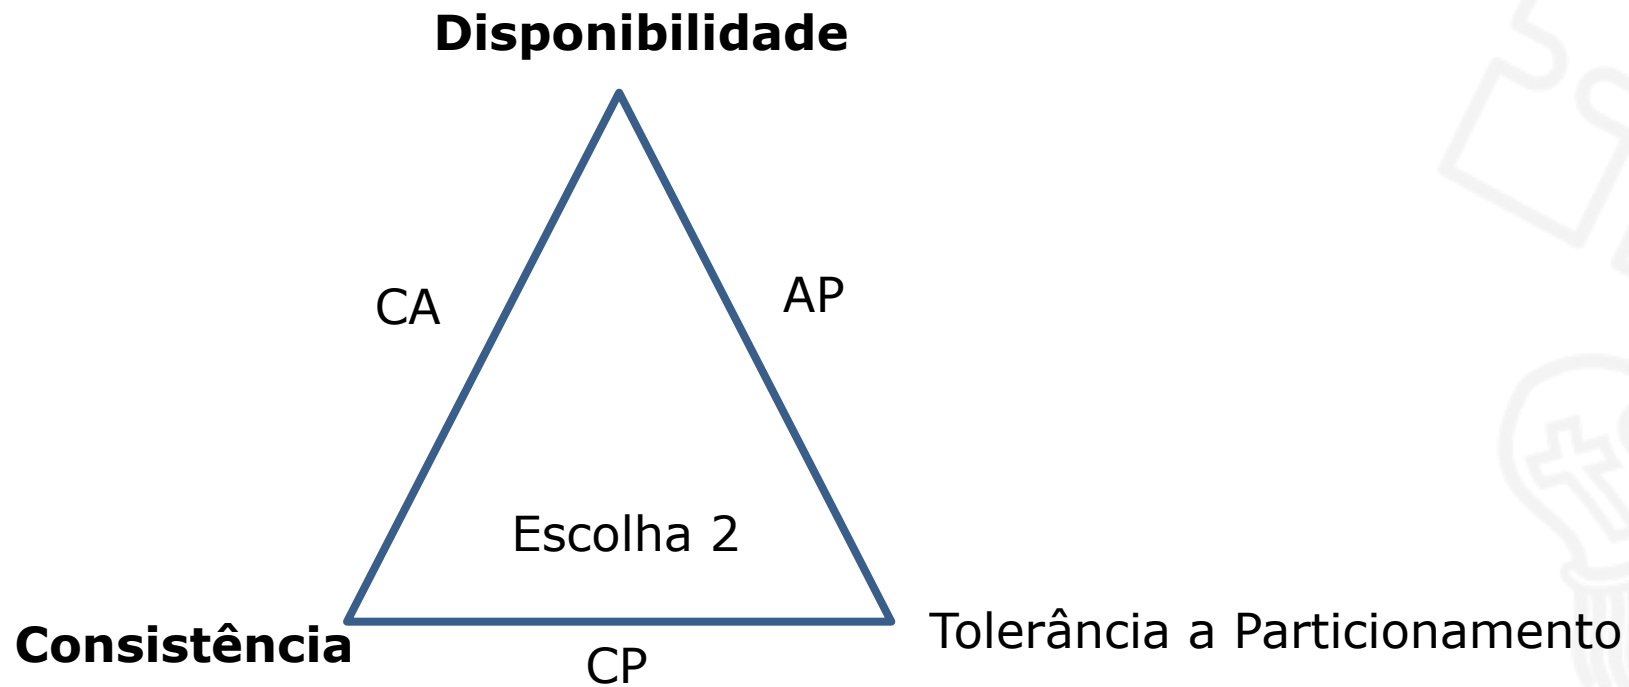 Disponibilidade
CA
AP
Escolha 2
Consistência
Tolerância a Particionamento
CP